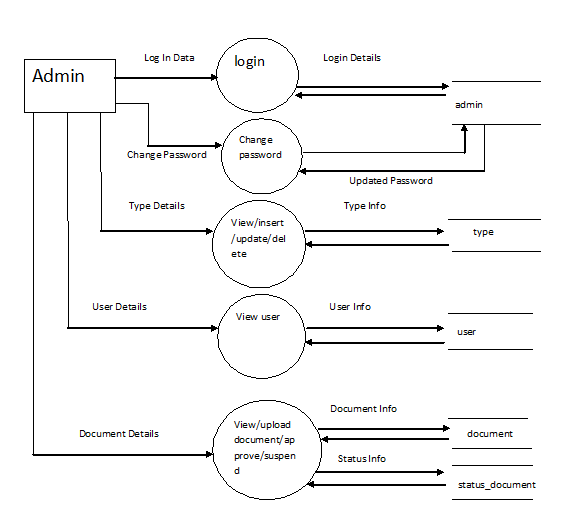 Log In Data
login
Login Details
Admin
admin
Change
password
Change Password
Updated Password
Type Details
View/insert
/update/del
ete
Type Info
type
User Details
View user
User Info
user
Document Details
View/upload
document/ap
prove/suspen
d
Document Info
document
Status Info
status_document